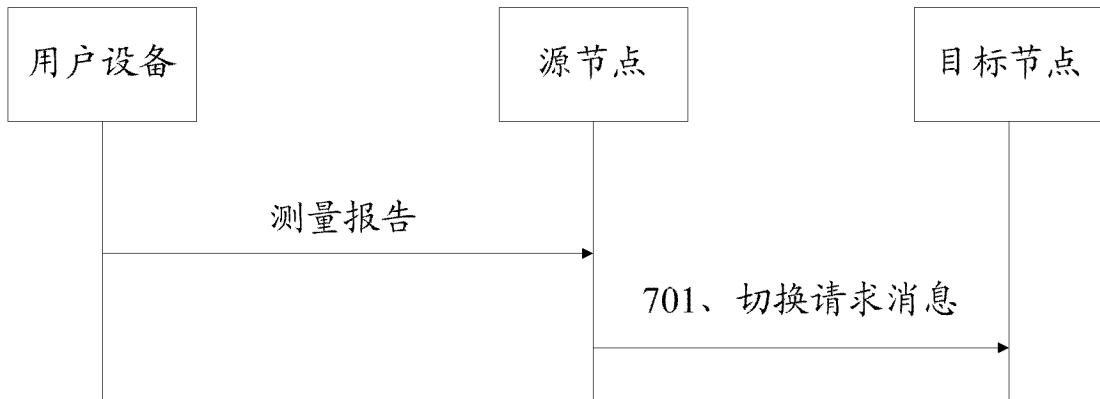 用户设备
源节点
目标节点
测量报告
701、切换请求消息